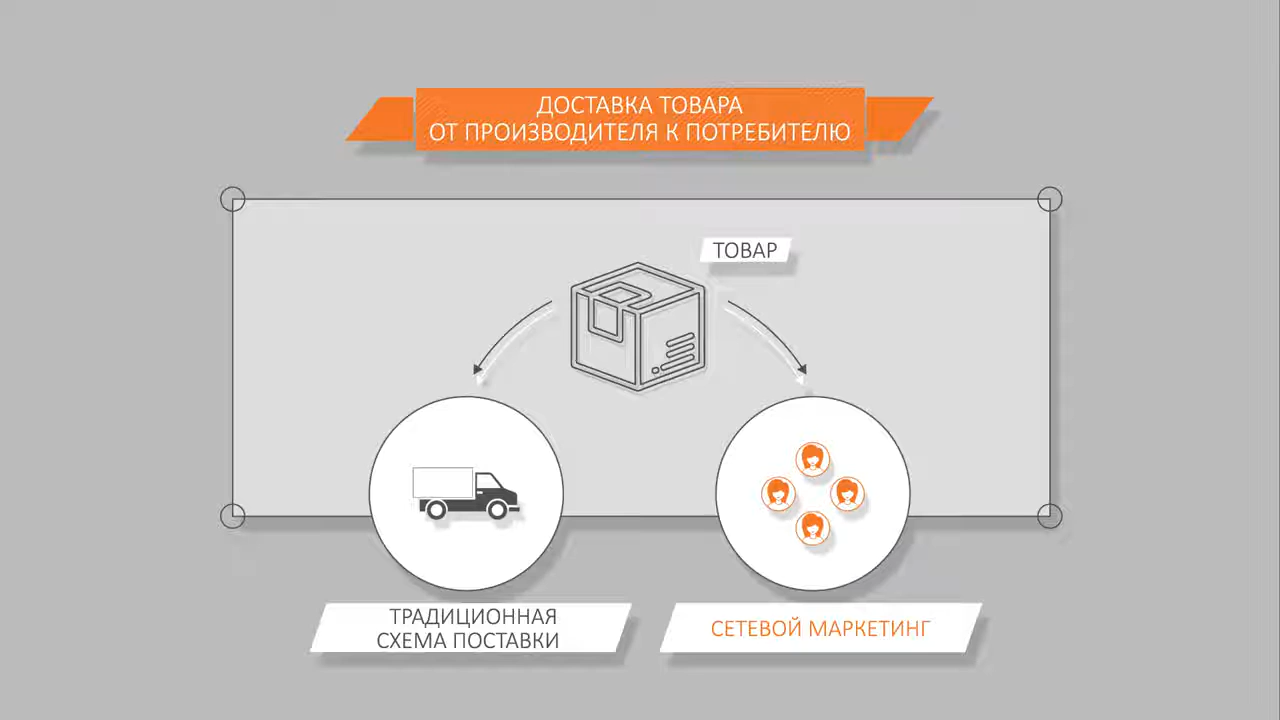 ДОСТАВКА ТОВАРА
ОТ ПРОИЗВОДИТЕЛЯ К ПОТРЕБИТЕЛЮ
ТОВАР
ТРАДИЦИОННАЯ
СХЕМА ПОСТАВКИ
СЕТЕВОЙ МАРКЕТИНГ